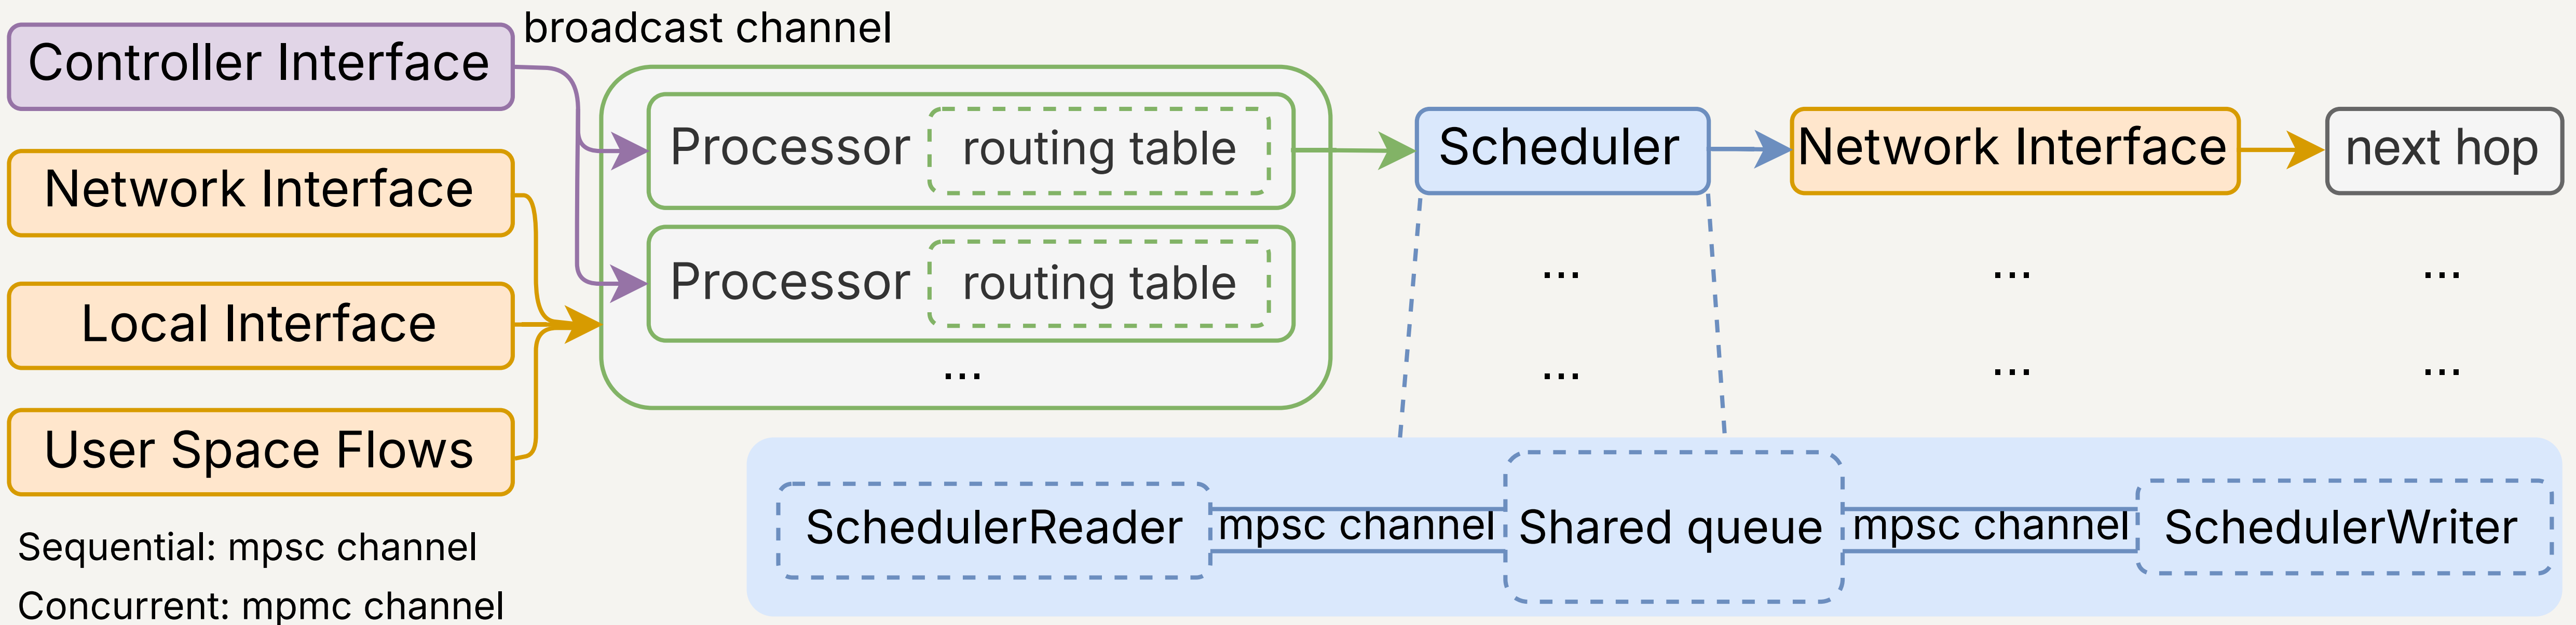 broadcast channel
Controller Interface
Network Interface
Local Interface
User Space Flows
Sequential: mpsc channel
Concurrent: mpmc channel
Processor
routing table
Processor
routing table
...
Scheduler
...
...
Network Interface
...
...
next hop
...
...
SchedulerReader
mpsc channel
Shared queue
mpsc channel
SchedulerWriter